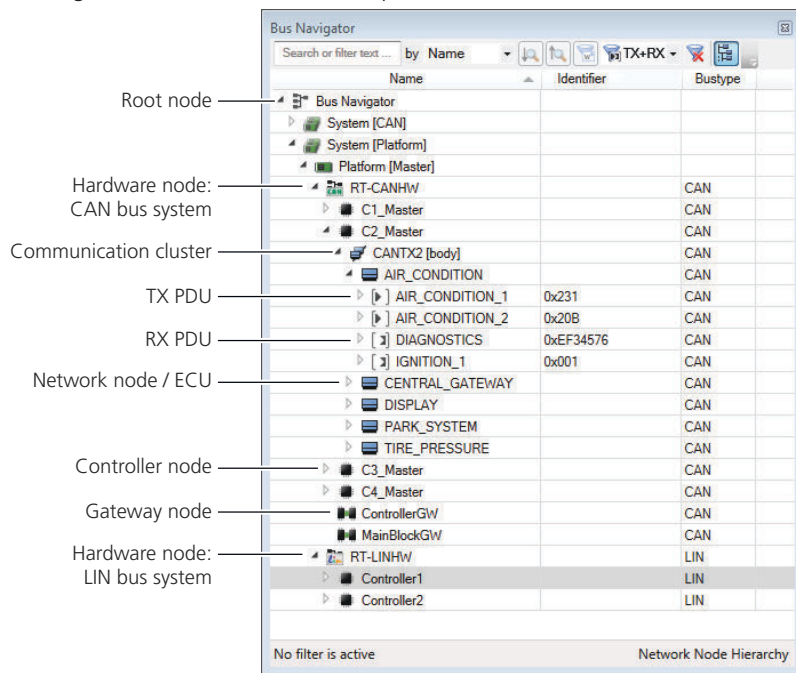 Bus Navigator
Search or filter text ... by Name TX+RX
Name Identifier Bustype
Root node Bus Navigator
System [CAN]
System [Platform]
Platform [Master]
Hardware node: RT-CANHW CAN
CAN bus system C1_Master CAN
C2_Master CAN
Communication cluster CANTX2 [body] CAN
AIR_CONDITION CAN
TX PDU AIR_CONDITION_1 0x231 CAN
AIR_CONDITION_2 0x20B CAN
RX PDU DIAGNOSTICS 0xEF34576 CAN
IGNITION_1 0x001 CAN
Network node / ECU CENTRAL_GATEWAY CAN
DISPLAY CAN
PARK_SYSTEM CAN
TIRE_PRESSURE CAN
Controller node C3_Master CAN
C4_Master CAN
Gateway node ControllerGW CAN
MainBlockGW CAN
Hardware node: RT-LINHW LIN
LIN bus system Controller1 LIN
Controller2 LIN
No filter is active Network Node Hierarchy